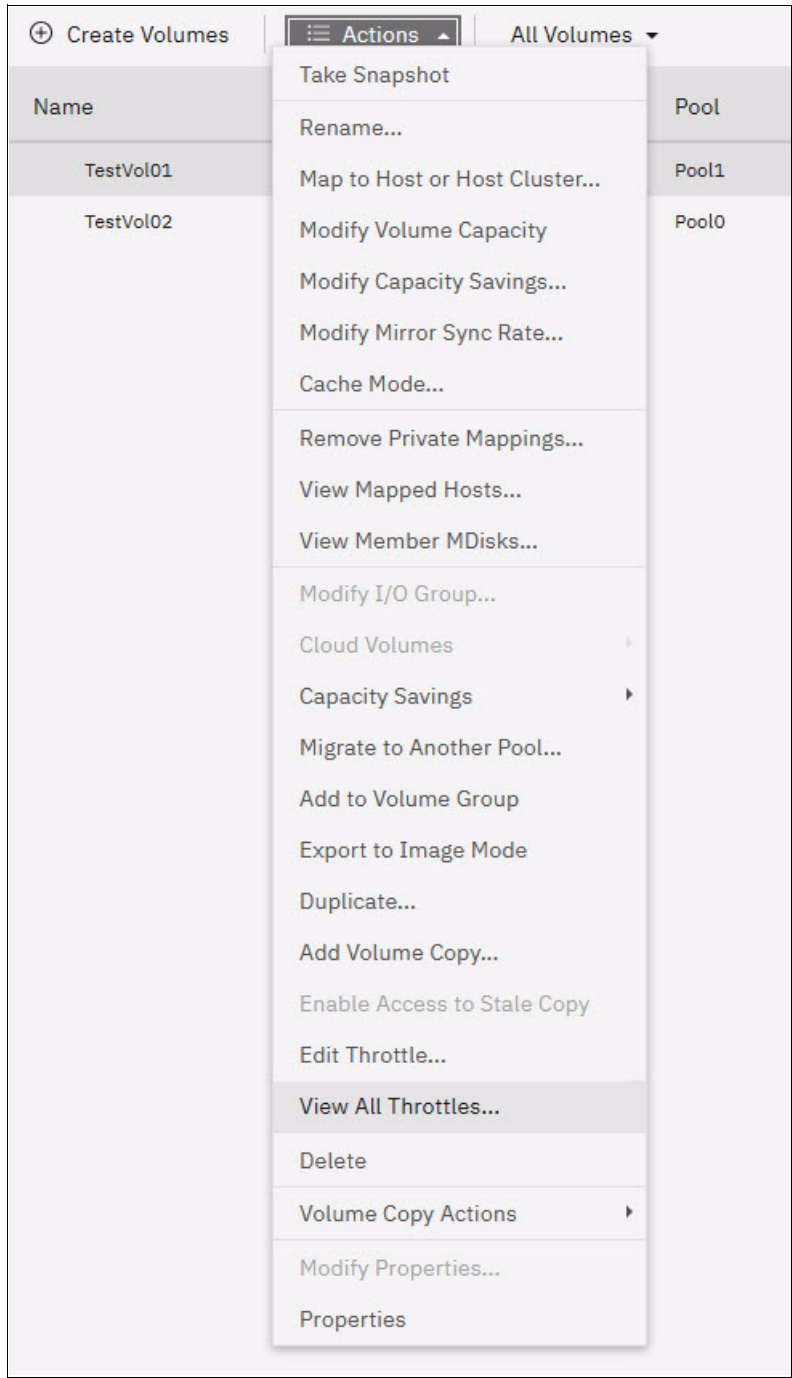 Create Volumes Actions All Volumes
Take Snapshot
Name Pool
Rename...
TestVol01 Pool1
Map to Host or Host Cluster...
TestVol02 Pool0
Modify Volume Capacity
Modify Capacity Savings...
Modify Mirror Sync Rate...
Cache Mode...
Remove Private Mappings...
View Mapped Hosts...
View Member MDisks...
Modify I/O Group...
Cloud Volumes
Capacity Savings
Migrate to Another Pool...
Add to Volume Group
Export to Image Mode
Duplicate...
Add Volume Copy...
Enable Access to Stale Copy
Edit Throttle...
View All Throttles...
Delete
Volume Copy Actions
Modify Properties...
Properties